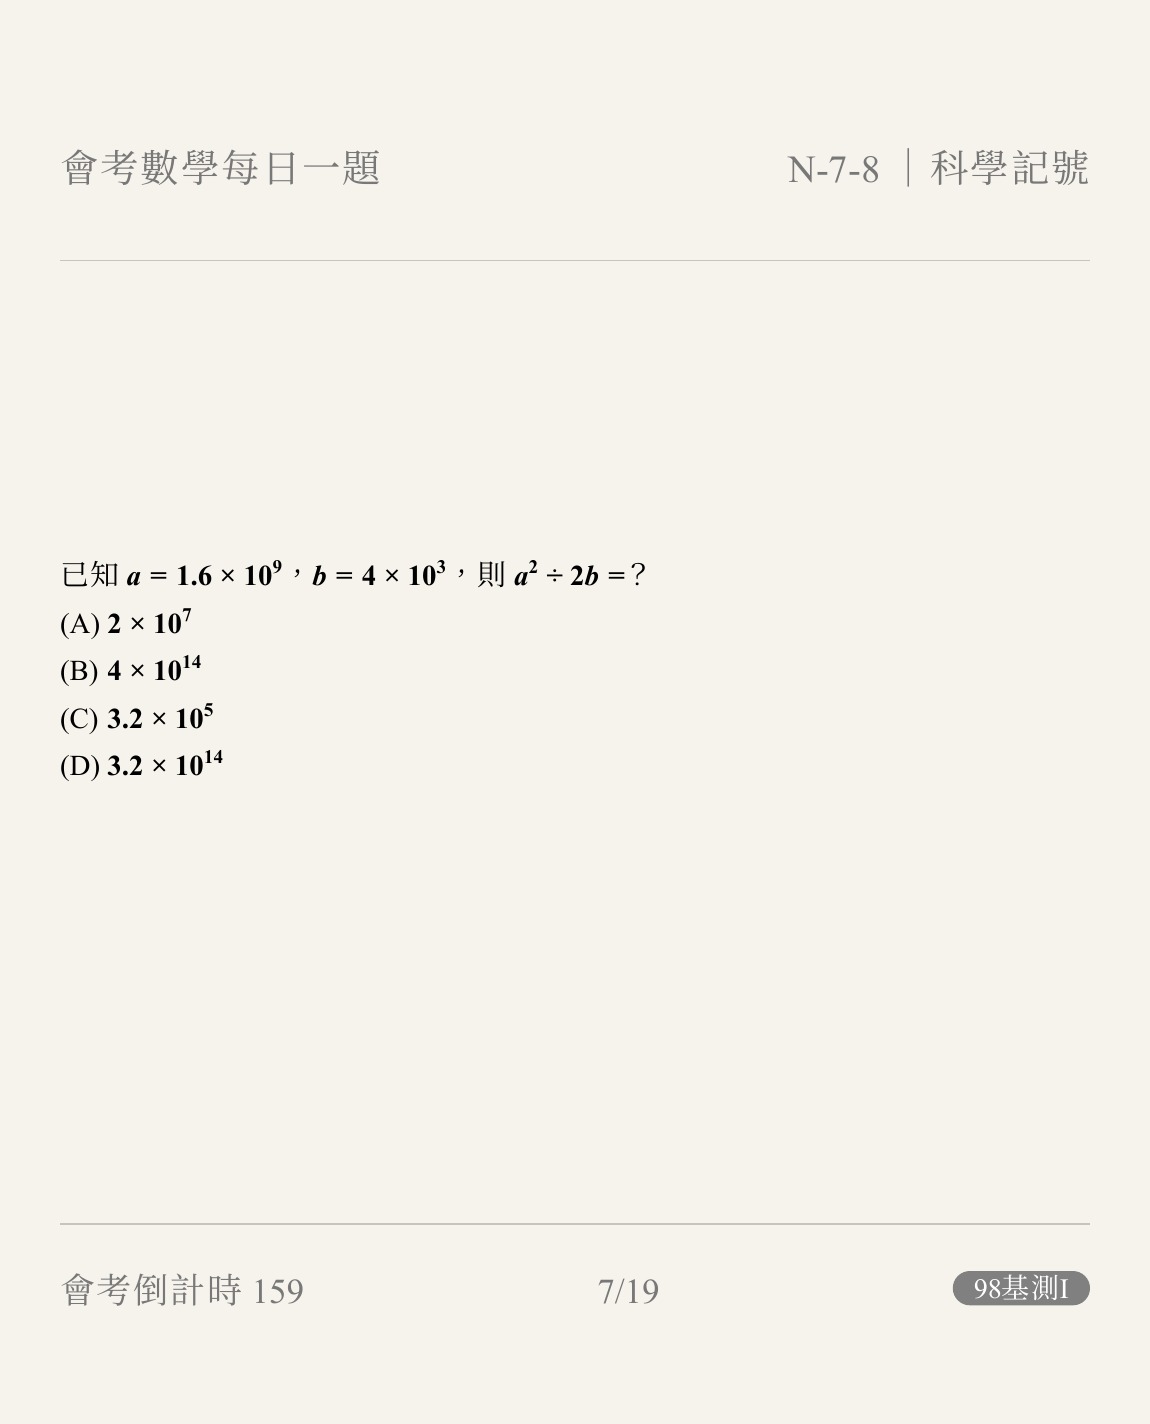 會考數學每日一題
N-7-8 | 科學記號
已知 a = 1.6 × 10⁹，b = 4 × 10³，則 a² ÷ 2b =？
(A) 2 × 10⁷
(B) 4 × 10¹⁴
(C) 3.2 × 10⁵
(D) 3.2 × 10¹⁴
會考倒計時 159
7/19
98基測I